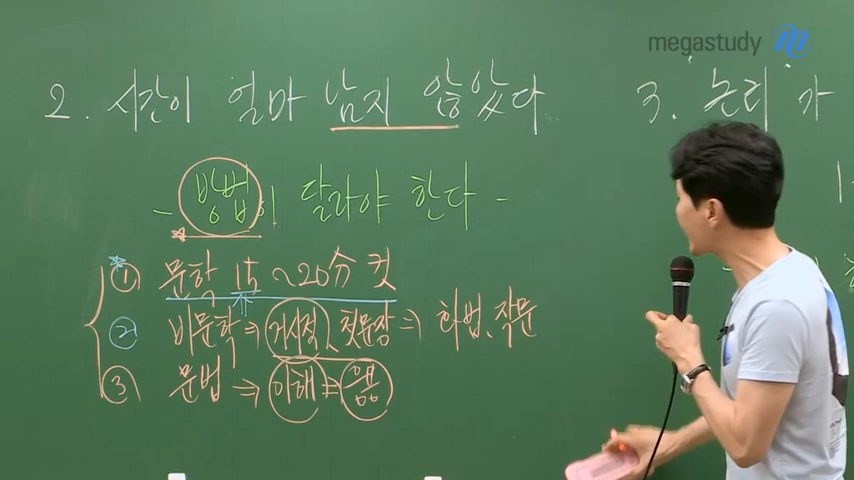 megastudy
2. 시간이 얼마 남지 않았다
3. 논리가
- 방법이 달라야 한다 -
① 문학 15~20分 컷
② 비문학 ⇒ 거시적, 첫문장 ⇒ 화법, 작문
③ 문법 ⇒ 이해 ⇒ 응용